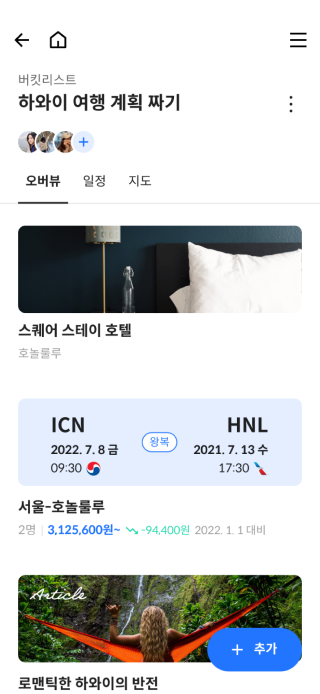 버킷리스트
하와이 여행 계획 짜기
오버뷰 일정 지도
스퀘어 스테이 호텔
호놀룰루
ICN HNL
왕복
2022. 7. 8 금 2021. 7. 13 수
09:30 17:30
서울-호놀룰루
2명 3,125,600원~ -94,400원 2022. 1. 1 대비
Article
+ 추가
로맨틱한 하와이의 반전